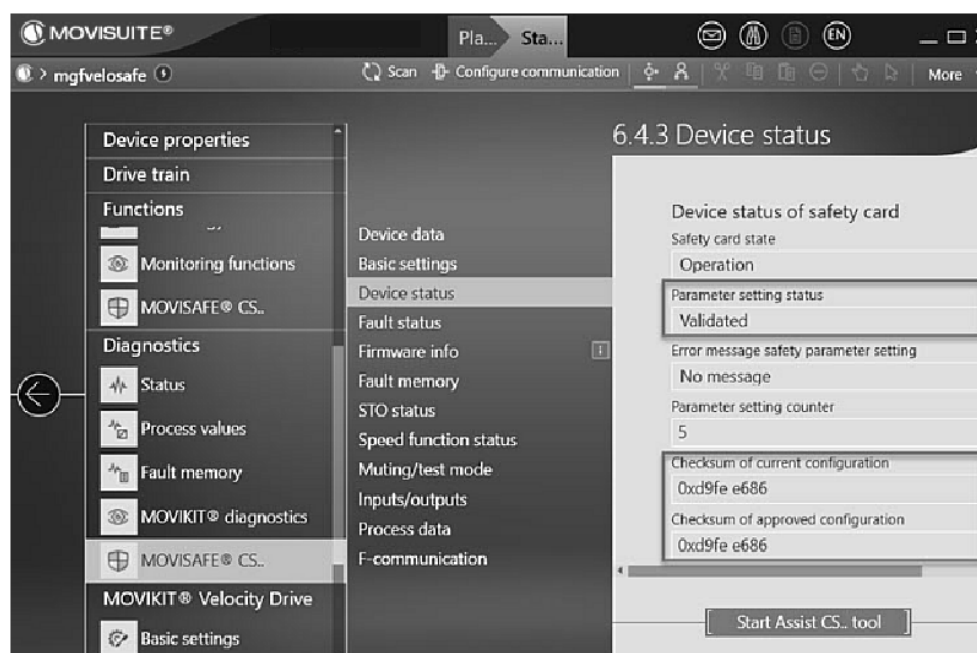 MOVISUITE®
Pla...
Sta...
EN
mgfvelosafe
Scan
Configure communication
More
Device properties
Drive train
Functions
Monitoring functions
MOVISAFE® CS..
Diagnostics
Status
Process values
Fault memory
MOVIKIT® diagnostics
MOVISAFE® CS..
MOVIKIT® Velocity Drive
Basic settings
Device data
Basic settings
Device status
Fault status
Firmware info
Fault memory
STO status
Speed function status
Muting/test mode
Inputs/outputs
Process data
F-communication
6.4.3 Device status
Device status of safety card
Safety card state
Operation
Parameter setting status
Validated
Error message safety parameter setting
No message
Parameter setting counter
5
Checksum of current configuration
0xd9fe e686
Checksum of approved configuration
0xd9fe e686
Start Assist CS.. tool